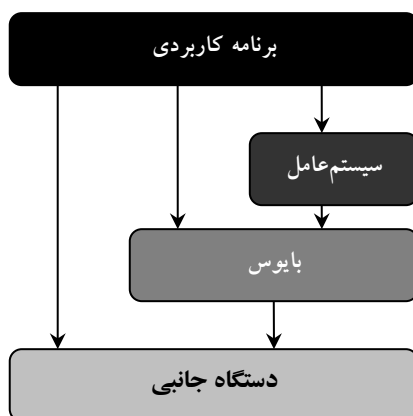 برنامه کاربردی
سیستم‌عامل
بایوس
دستگاه جانبی